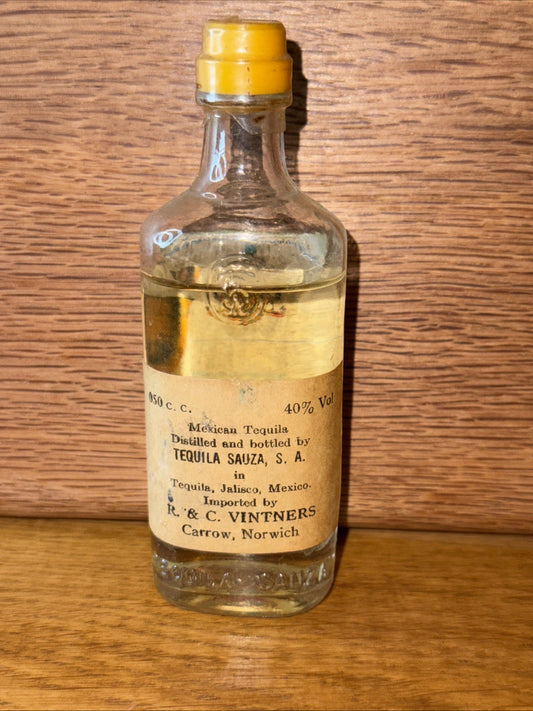 050 C. C. 40% Vol
Mexican Tequila
Distilled and bottled by
TEQUILA SAUZA, S. A.
in
Tequila, Jalisco, Mexico.
Imported by
R. & C. VINTNERS
Carrow, Norwich
TEQUILA SAUZA